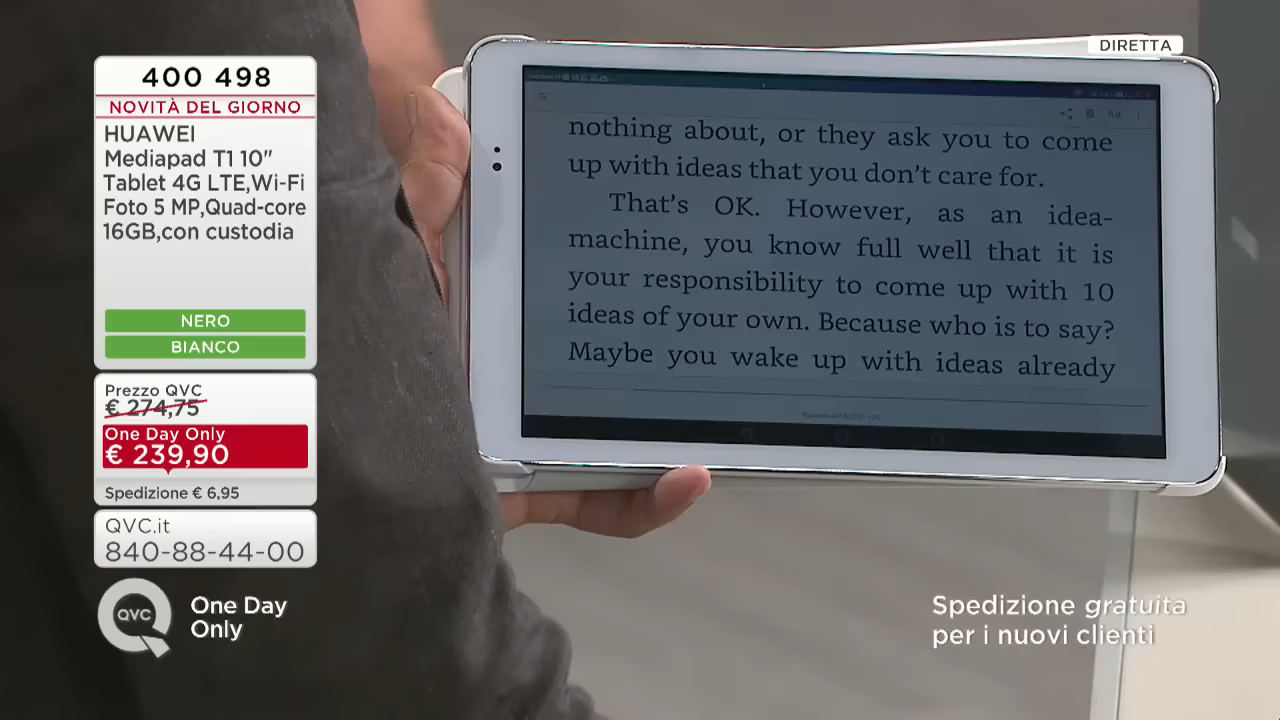 400 498
NOVITÀ DEL GIORNO
HUAWEI
Mediapad T1 10"
Tablet 4G LTE,Wi-Fi
Foto 5 MP,Quad-core
16GB,con custodia
NERO
BIANCO
Prezzo QVC
€ 274,75
One Day Only
€ 239,90
Spedizione € 6,95
QVC.it
840-88-44-00
QVC
One Day
Only
DIRETTA
Aa
nothing about, or they ask you to come
up with ideas that you don't care for.
That's OK. However, as an idea-
machine, you know full well that it is
your responsibility to come up with 10
ideas of your own. Because who is to say?
Maybe you wake up with ideas already
Spedizione gratuita
per i nuovi clienti